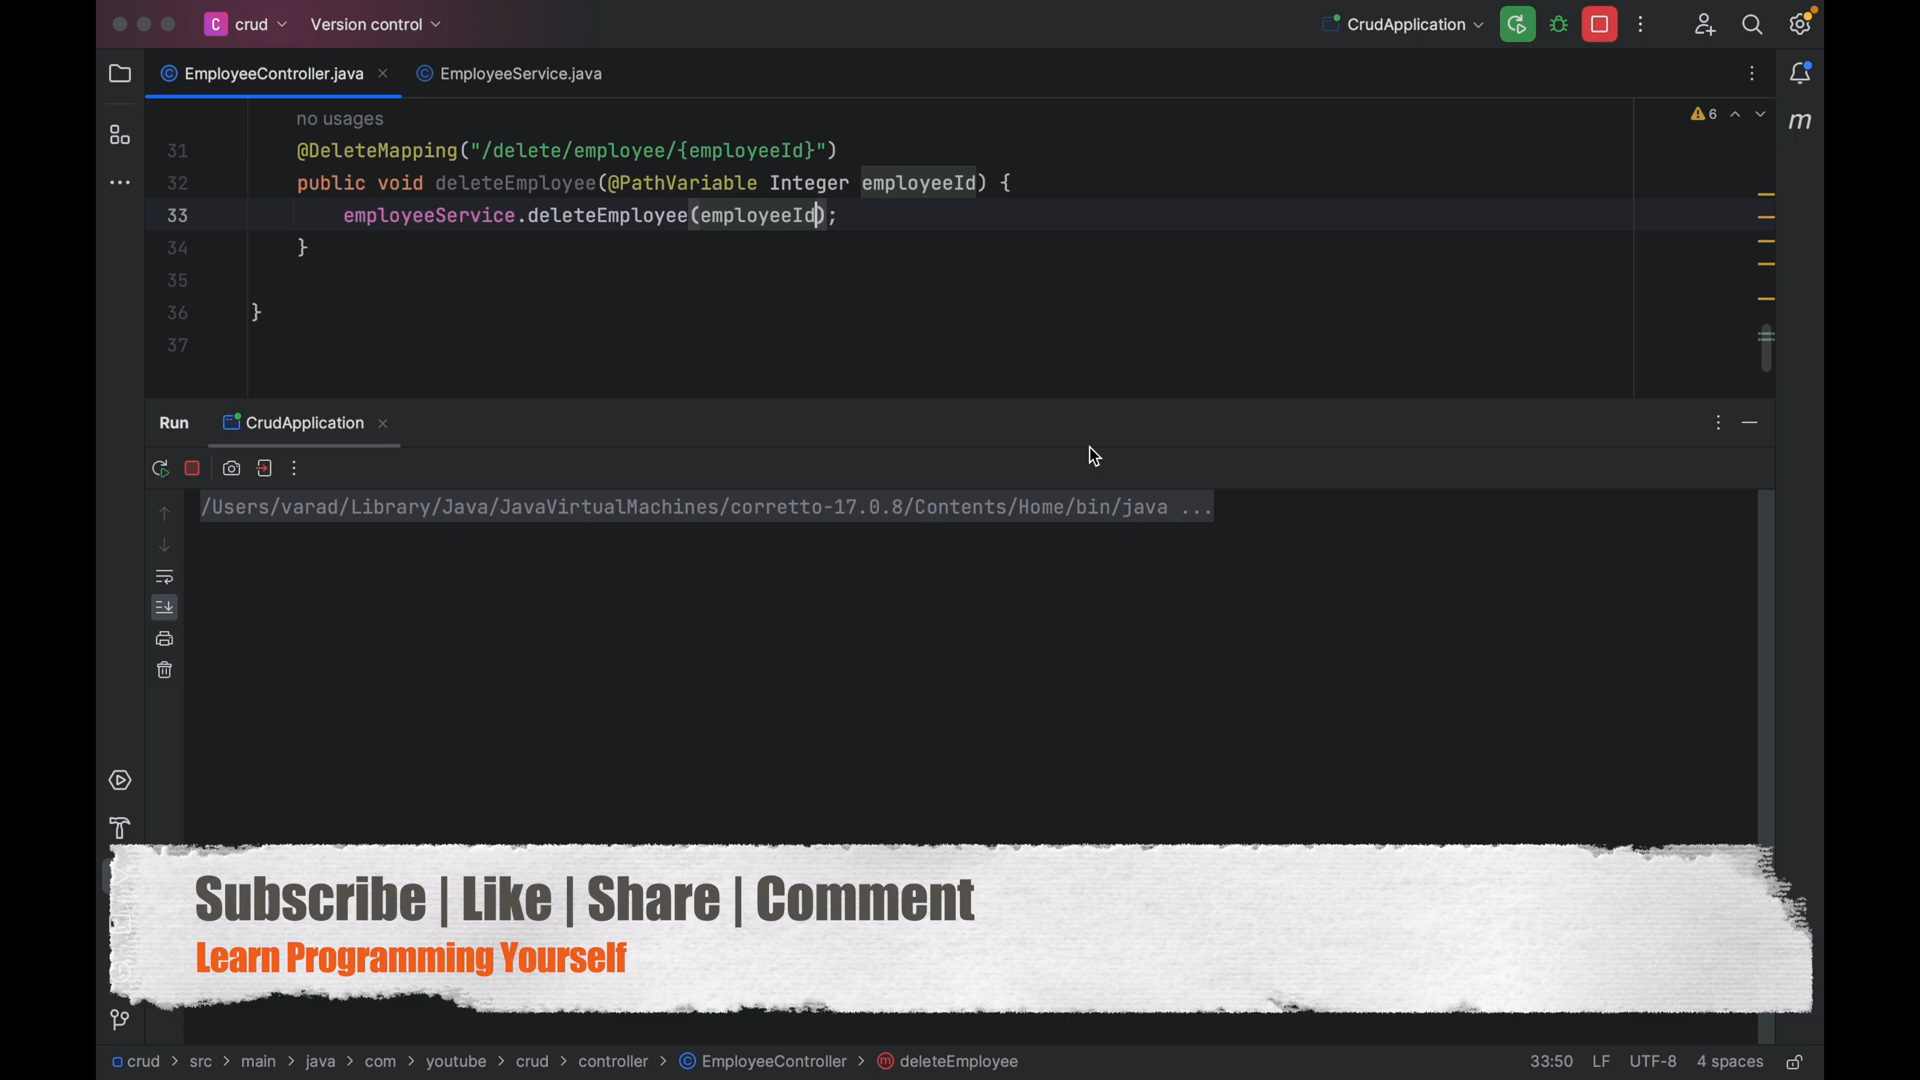 C crud Version control CrudApplication
EmployeeController.java EmployeeService.java
no usages 6
31 @DeleteMapping("/delete/employee/{employeeId}")
32 public void deleteEmployee(@PathVariable Integer employeeId) {
33 employeeService.deleteEmployee(employeeId);
34 }
35
36 }
37
m
Run CrudApplication
/Users/varad/Library/Java/JavaVirtualMachines/corretto-17.0.8/Contents/Home/bin/java ...
Subscribe | Like | Share | Comment
Learn Programming Yourself
crud > src > main > java > com > youtube > crud > controller > C EmployeeController > m deleteEmployee 33:50 LF UTF-8 4 spaces